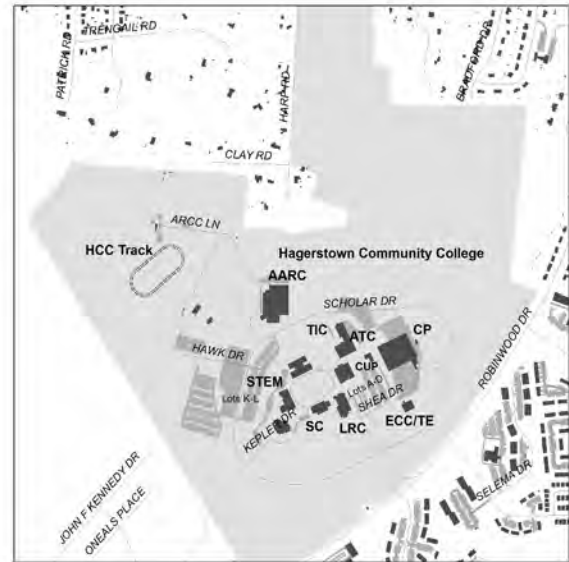 TRENGAIL RD
PATRICH RD
HARP RD
BRADFORD DR
CLAY RD
ARCC LN
HCC Track
Hagerstown Community College
AARC
SCHOLAR DR
TIC
ATC
CP
ROBINWOOD DR
HAWK DR
STEM
CUP
Lots A-D
Lots K-L
SHEA DR
KEPLER DR
SC
LRC
ECC/TE
SELEMA DR
JOHN F KENNEDY DR
ONEALS PLACE